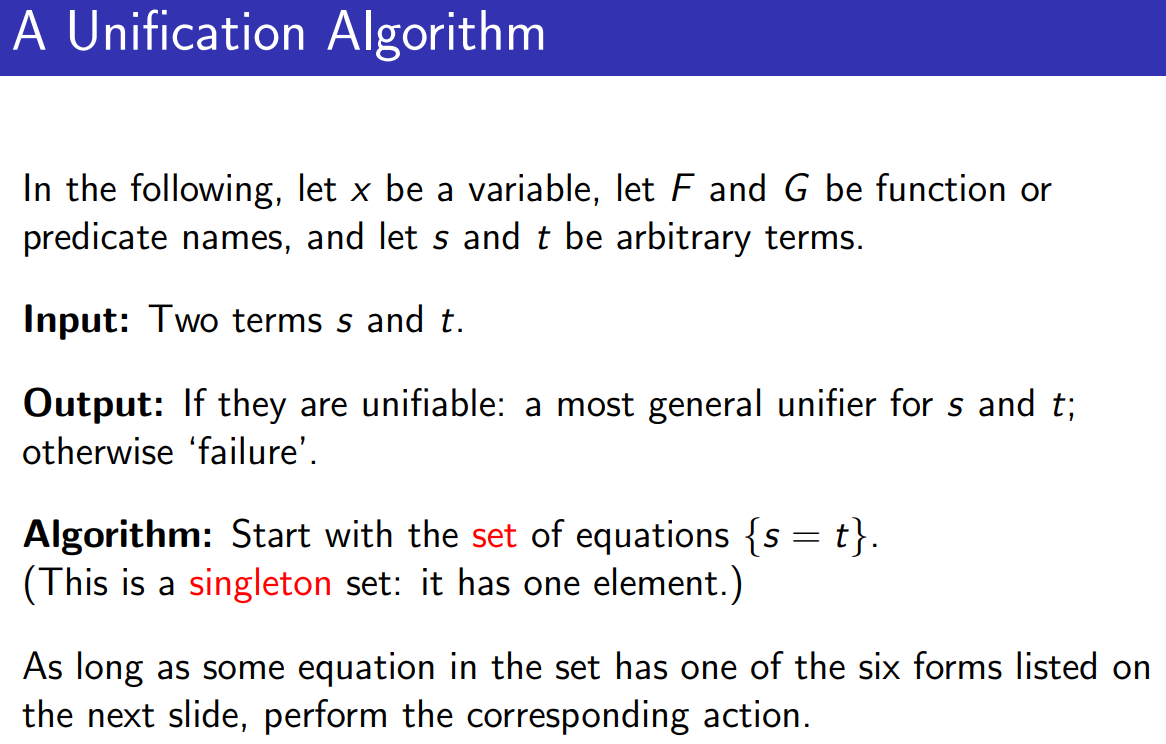 A Unification Algorithm
In the following, let x be a variable, let F and G be function or
predicate names, and let s and t be arbitrary terms.
Input: Two terms s and t.
Output: If they are unifiable: a most general unifier for s and t;
otherwise ‘failure’.
Algorithm: Start with the set of equations {s = t}.
(This is a singleton set: it has one element.)
As long as some equation in the set has one of the six forms listed on
the next slide, perform the corresponding action.